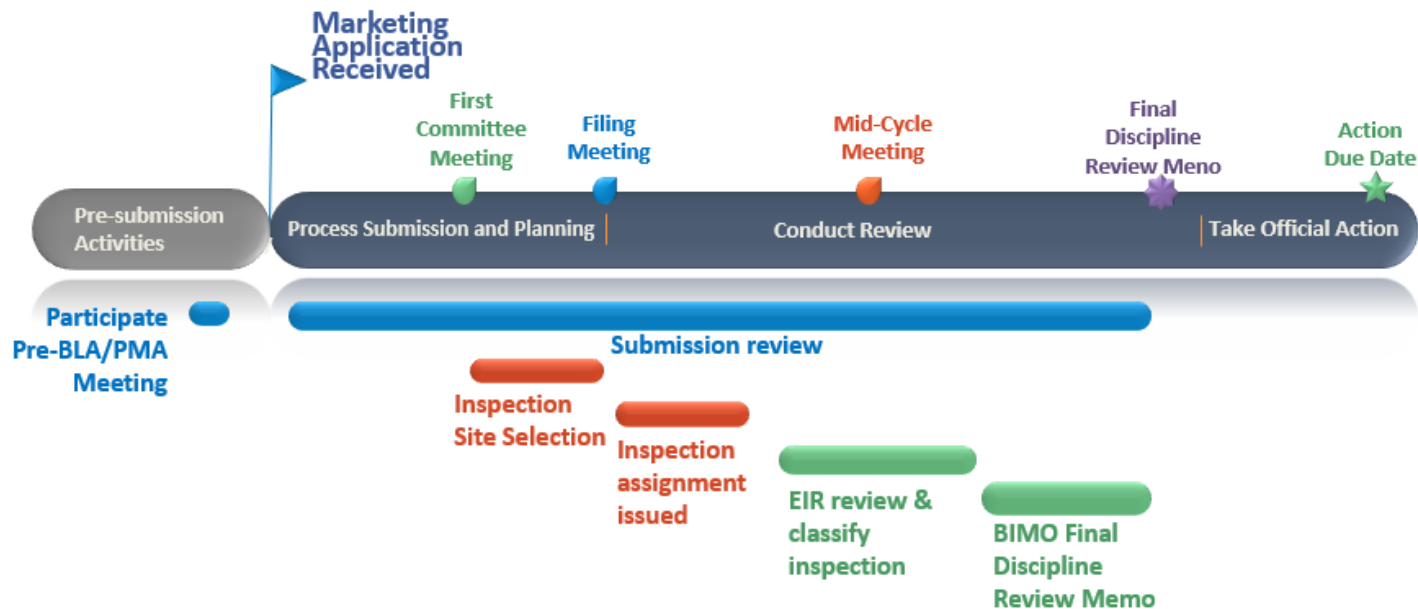 Marketing
Application
Received
First
Committee
Meeting
Filing
Meeting
Mid-Cycle
Meeting
Final
Discipline
Review Meno
Action
Due Date
Pre-submission
Activities
Process Submission and Planning
Conduct Review
Take Official Action
Participate
Pre-BLA/PMA
Meeting
Submission review
Inspection
Site Selection
Inspection
assignment
issued
EIR review &
classify
inspection
BIMO Final
Discipline
Review Memo